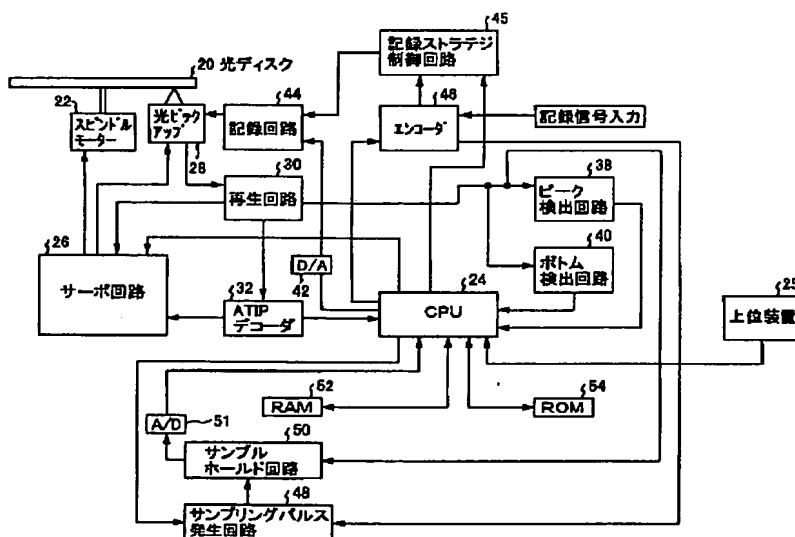 45
記録ストラテジ
制御回路
20 光ディスク
22
スピンドル
モーター
光ピック
アップ
28
44
記録回路
46
エンコーダ
記録信号入力
30
再生回路
38
ピーク
検出回路
26
サーボ回路
D/A
42
40
ボトム
検出回路
32
ATIP
デコーダ
24
CPU
25
上位装置
52
RAM
54
ROM
A/D
51
50
サンプル
ホールド回路
48
サンプリングパルス
発生回路